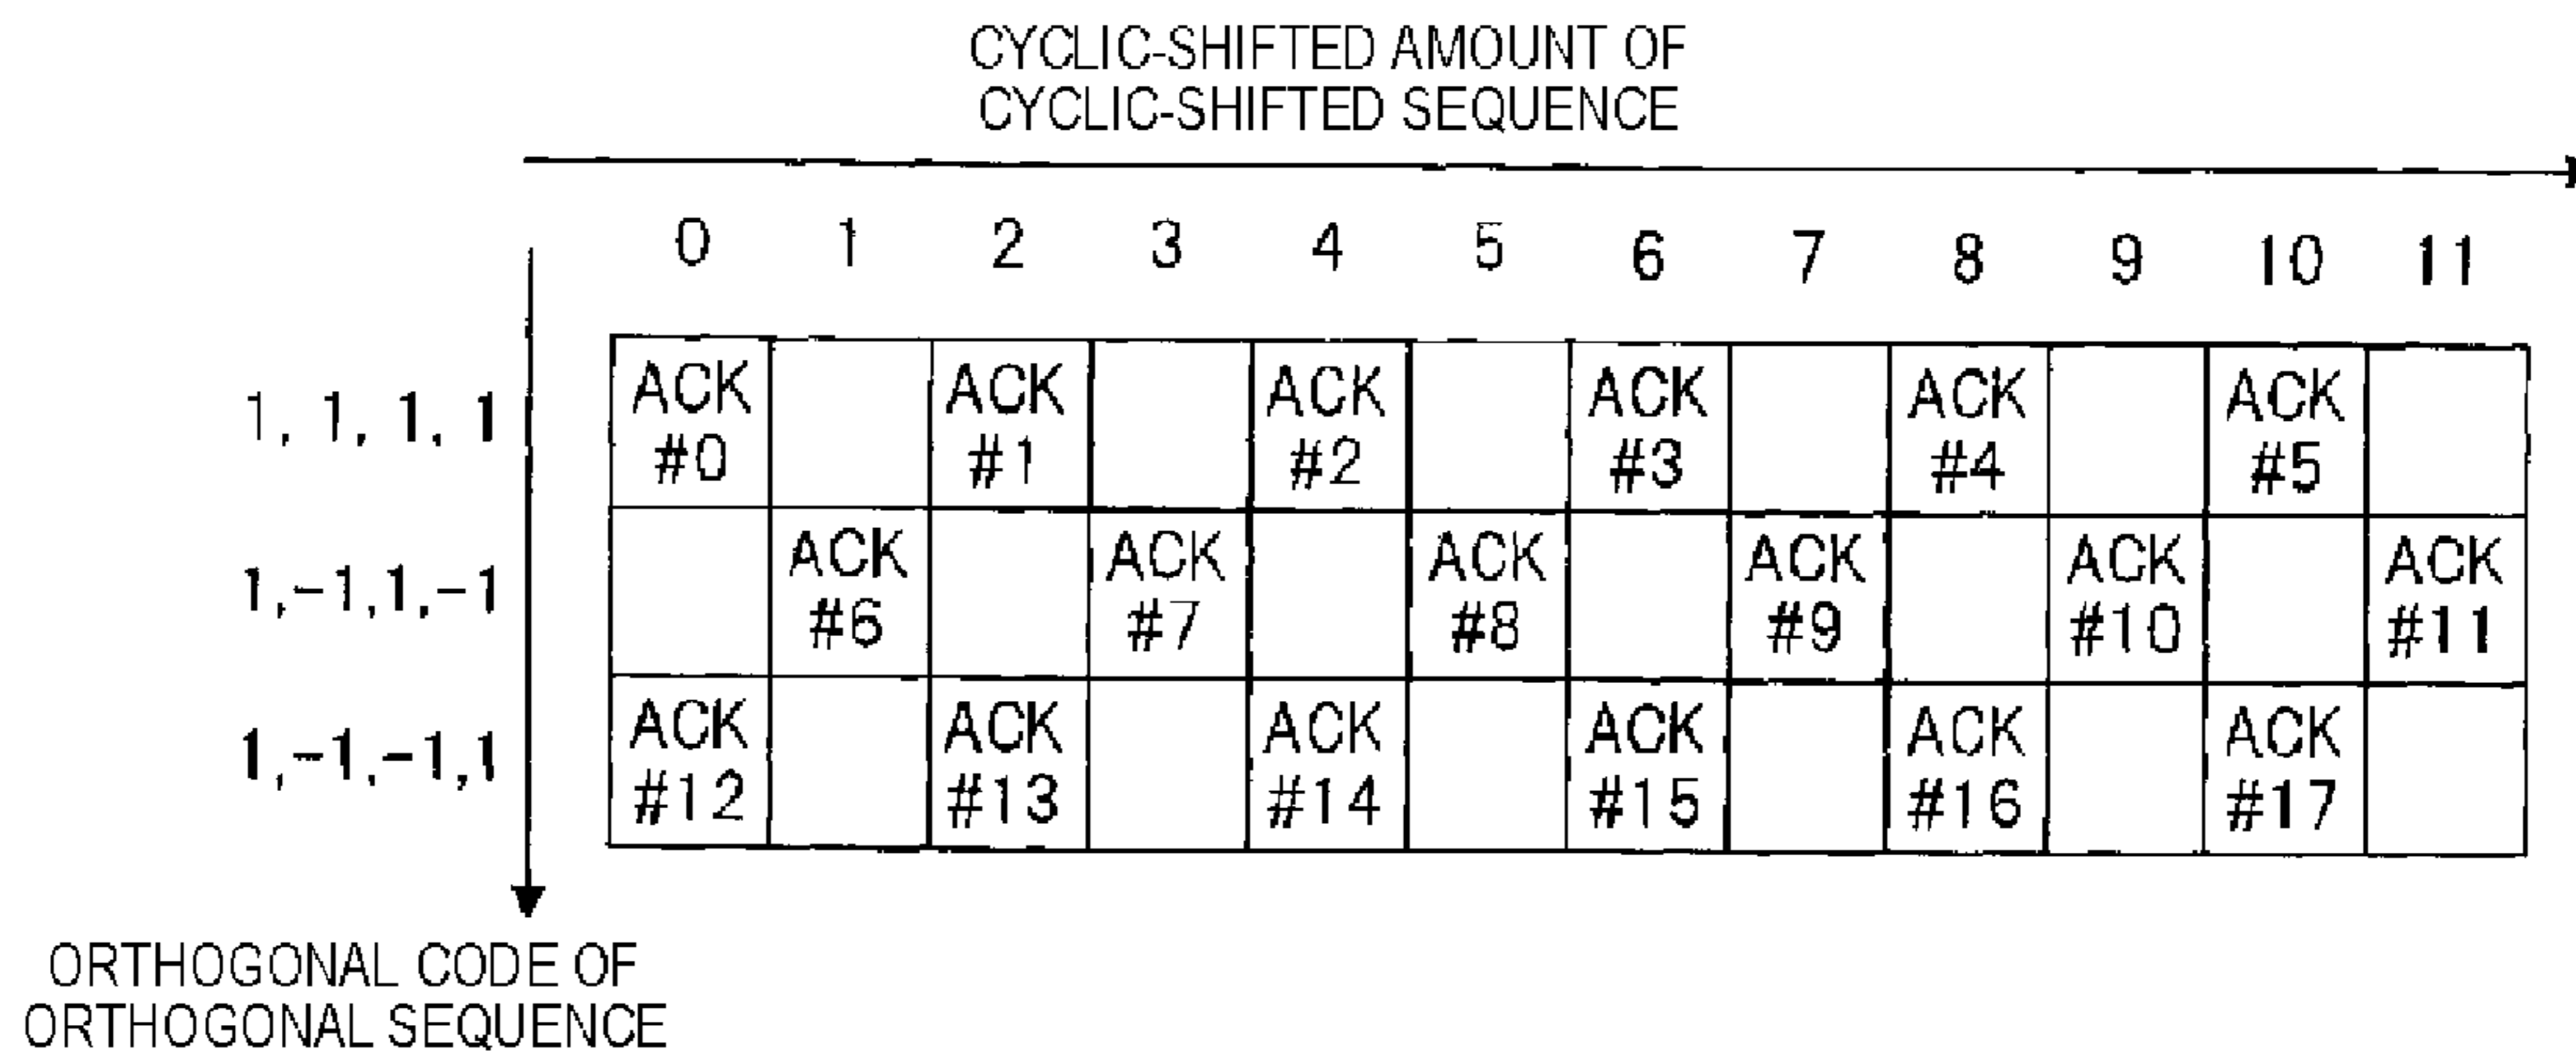 CYCLIC-SHIFTED AMOUNT OF
CYCLIC-SHIFTED SEQUENCE
0 1 2 3 4 5 6 7 8 9 10 11
1, 1, 1, 1
ACK #0
ACK #1
ACK #2
ACK #3
ACK #4
ACK #5
1,-1,1,-1
ACK #6
ACK #7
ACK #8
ACK #9
ACK #10
ACK #11
1,-1,-1,1
ACK #12
ACK #13
ACK #14
ACK #15
ACK #16
ACK #17
ORTHOGONAL CODE OF
ORTHOGONAL SEQUENCE